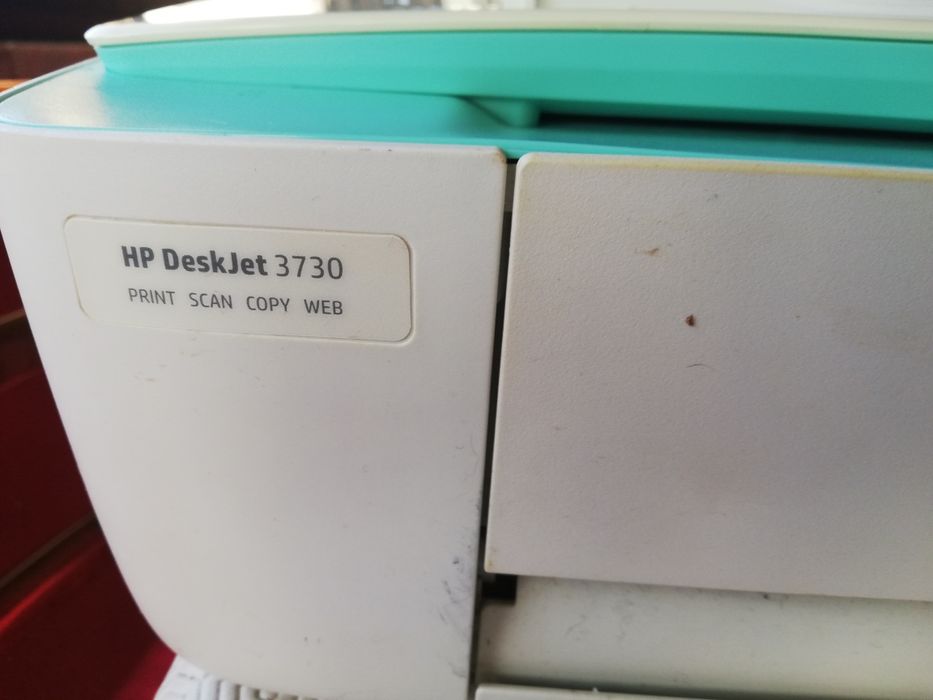 HP DeskJet 3730
PRINT SCAN COPY WEB